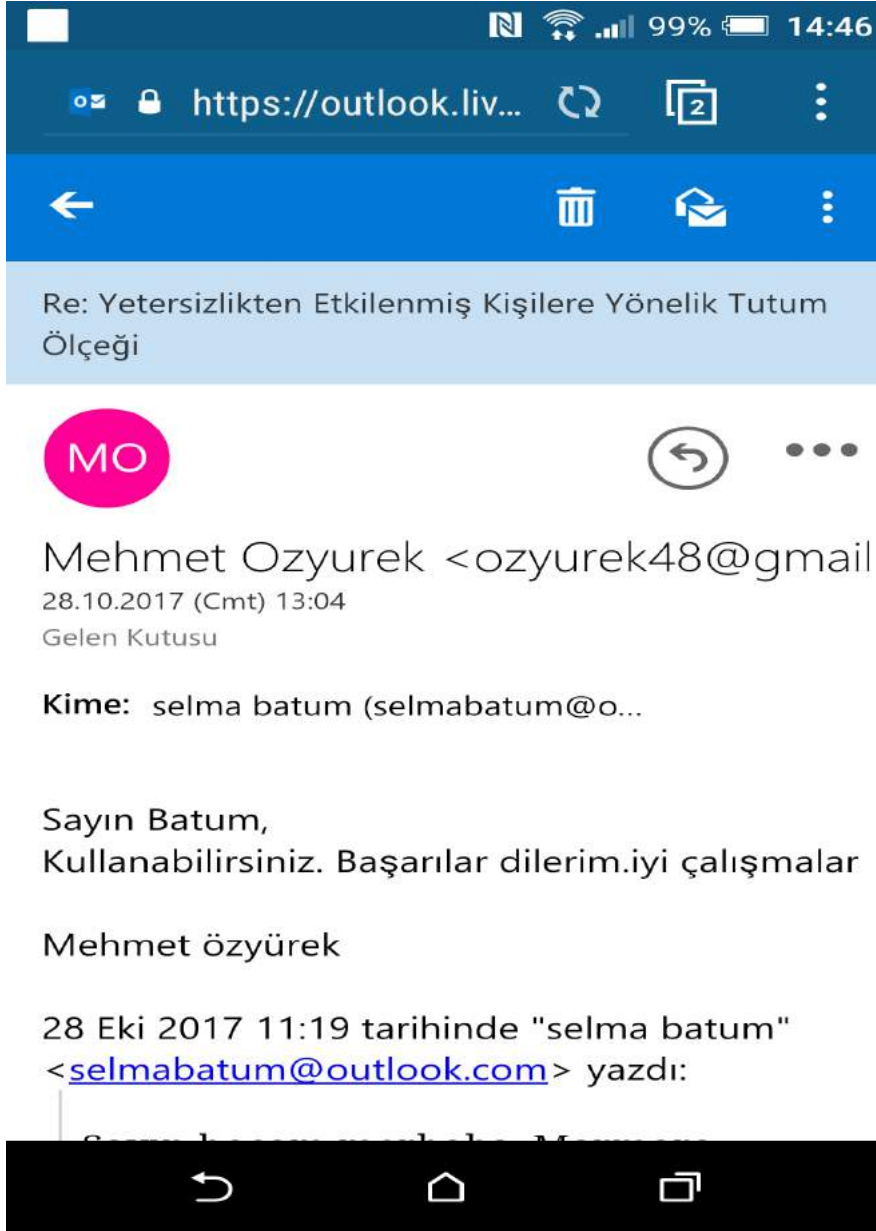 99% 14:46
https://outlook.liv... 2
Re: Yetersizlikten Etkilenmiş Kişilere Yönelik Tutum
Ölçeği
MO
Mehmet Ozyurek <ozyurek48@gmail
28.10.2017 (Cmt) 13:04
Gelen Kutusu
Kime: selma batum (selmabatum@o...
Sayın Batum,
Kullanabilirsiniz. Başarılar dilerim.iyi çalışmalar
Mehmet özyürek
28 Eki 2017 11:19 tarihinde "selma batum"
<selmabatum@outlook.com> yazdı: